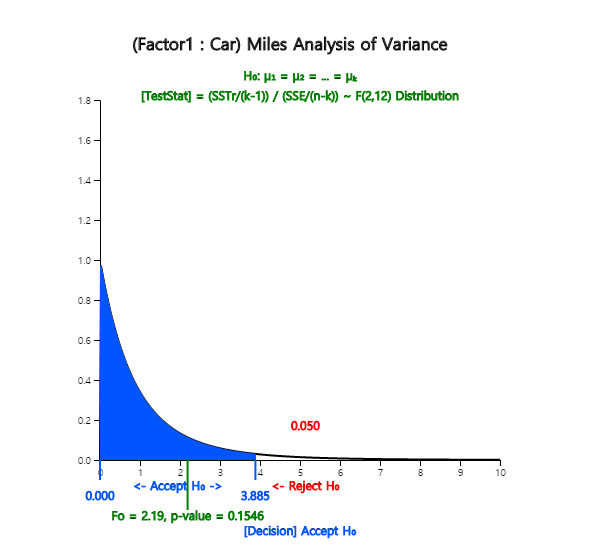 (Factor1 : Car) Miles Analysis of Variance
H₀: μ₁ = μ₂ = ... = μₖ
[TestStat] = (SSTr/(k-1)) / (SSE/(n-k)) ~ F(2,12) Distribution
1.8
1.6
1.4
1.2
1.0
0.8
0.6
0.4
0.2
0.0
0.050
0 1 2 3 4 5 6 7 8 9 10
<- Accept H₀ -> <- Reject H₀
0.000 3.885
Fo = 2.19, p-value = 0.1546
[Decision] Accept H₀